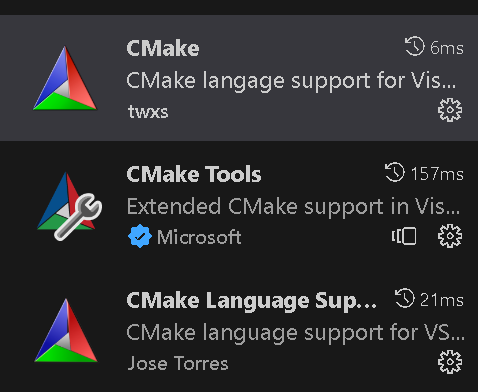 CMake 6ms
CMake langage support for Vis...
twxs
CMake Tools 157ms
Extended CMake support in Vis...
Microsoft
CMake Language Sup... 21ms
CMake language support for VS...
Jose Torres